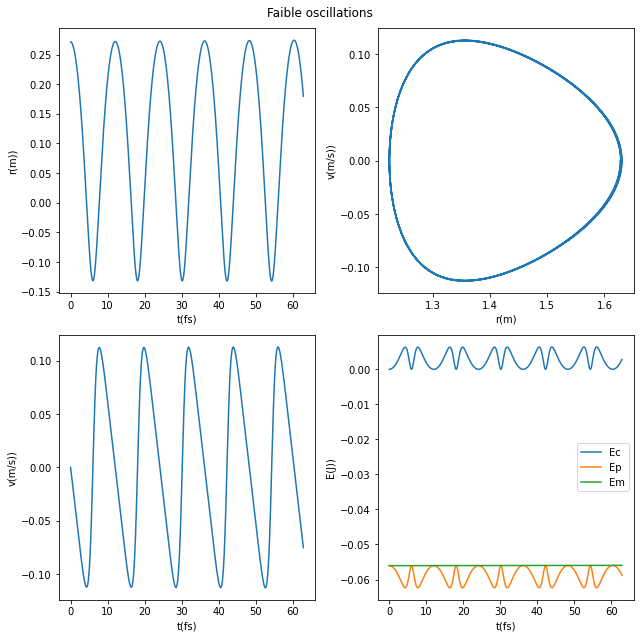 Faible oscillations
r(m))
0.25
0.20
0.15
0.10
0.05
0.00
−0.05
−0.10
−0.15
0 10 20 30 40 50 60
t(fs)
v(m/s))
0.10
0.05
0.00
−0.05
−0.10
1.3 1.4 1.5 1.6
r(m)
v(m/s))
0.10
0.05
0.00
−0.05
−0.10
0 10 20 30 40 50 60
t(fs)
E(J))
0.00
−0.01
−0.02
−0.03
−0.04
−0.05
−0.06
Ec
Ep
Em
0 10 20 30 40 50 60
t(fs)